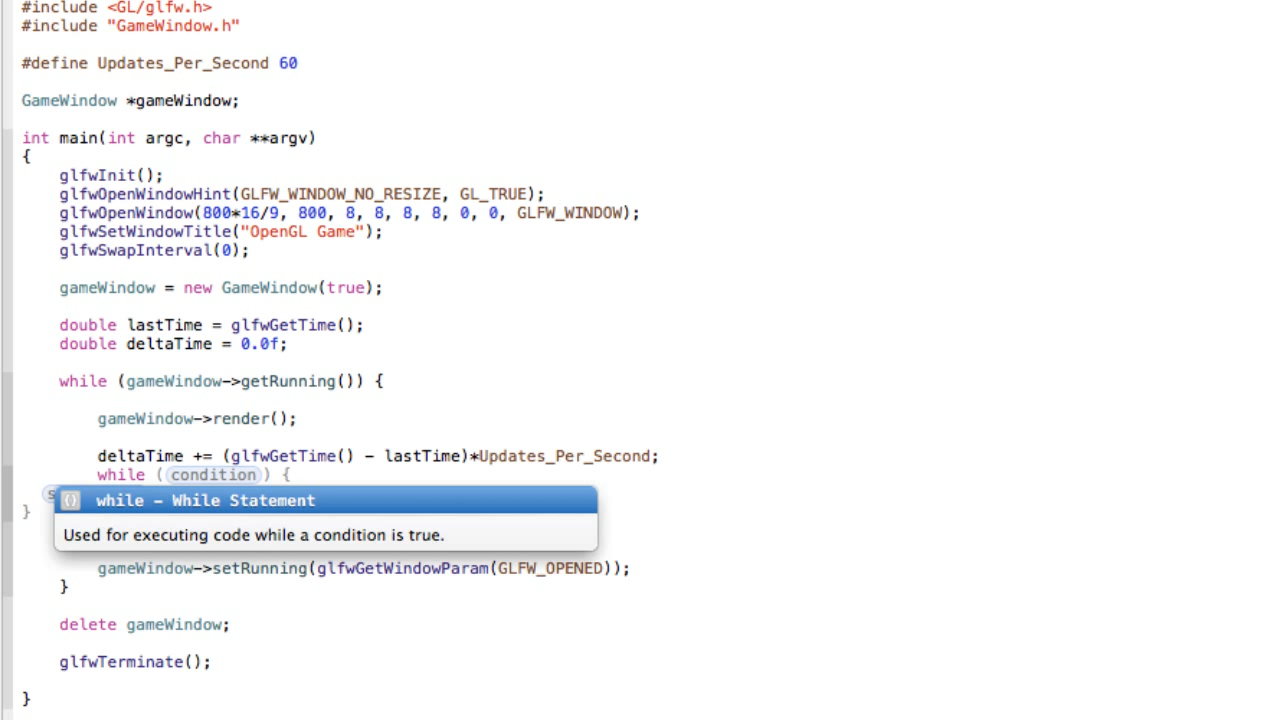 #include <GL/glfw.h>
#include "GameWindow.h"
#define Updates_Per_Second 60
GameWindow *gameWindow;
int main(int argc, char **argv)
{
glfwInit();
glfwOpenWindowHint(GLFW_WINDOW_NO_RESIZE, GL_TRUE);
glfwOpenWindow(800*16/9, 800, 8, 8, 8, 8, 0, 0, GLFW_WINDOW);
glfwSetWindowTitle("OpenGL Game");
glfwSwapInterval(0);
gameWindow = new GameWindow(true);
double lastTime = glfwGetTime();
double deltaTime = 0.0f;
while (gameWindow->getRunning()) {
gameWindow->render();
deltaTime += (glfwGetTime() - lastTime)*Updates_Per_Second;
while (condition) {
{} while - While Statement
}
Used for executing code while a condition is true.
gameWindow->setRunning(glfwGetWindowParam(GLFW_OPENED));
}
delete gameWindow;
glfwTerminate();
}